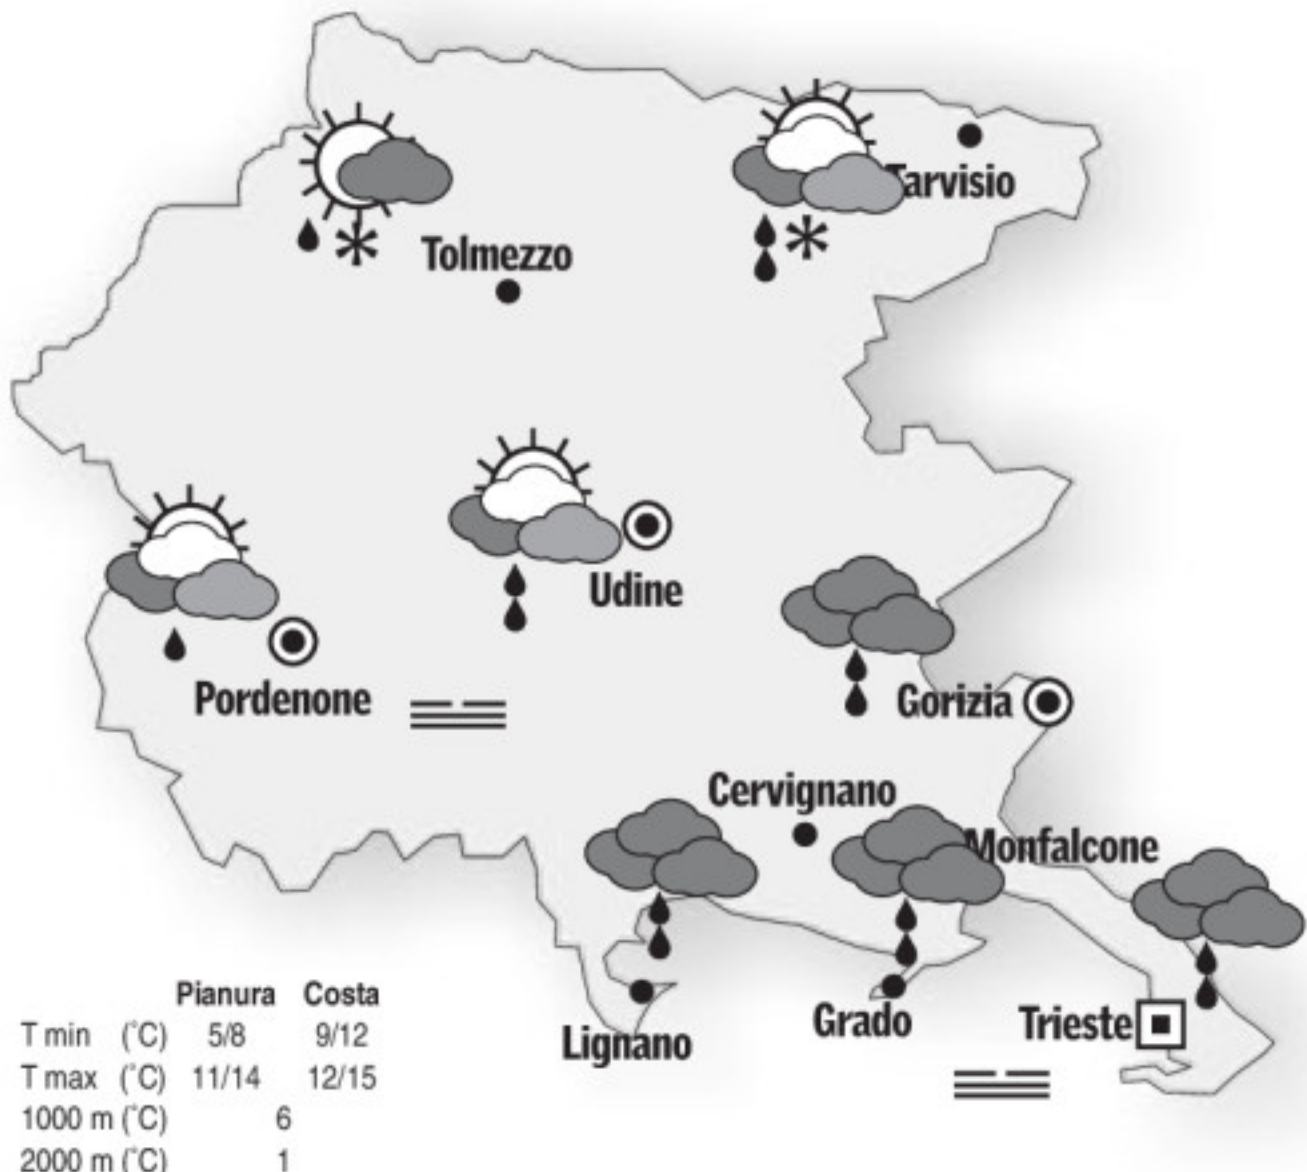 Tarvisio
Tolmezzo
Udine
Pordenone
Gorizia
Cervignano
Monfalcone
Lignano
Grado
Trieste
Pianura Costa
T min (°C) 5/8 9/12
T max (°C) 11/14 12/15
1000 m (°C) 6
2000 m (°C) 1